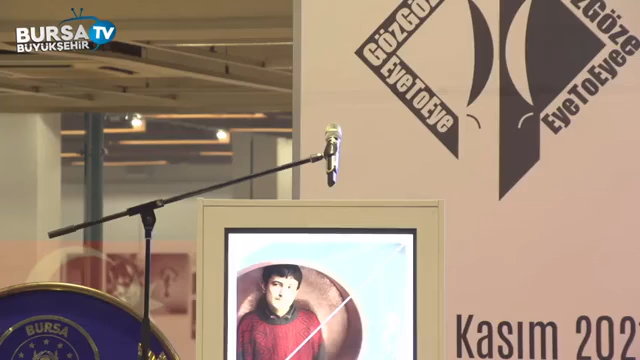 BURSA TV
BÜYÜKŞEHİR
GözGöze
EyeToEye
GözGöze
EyeToEye
BURSA
Kasım 202